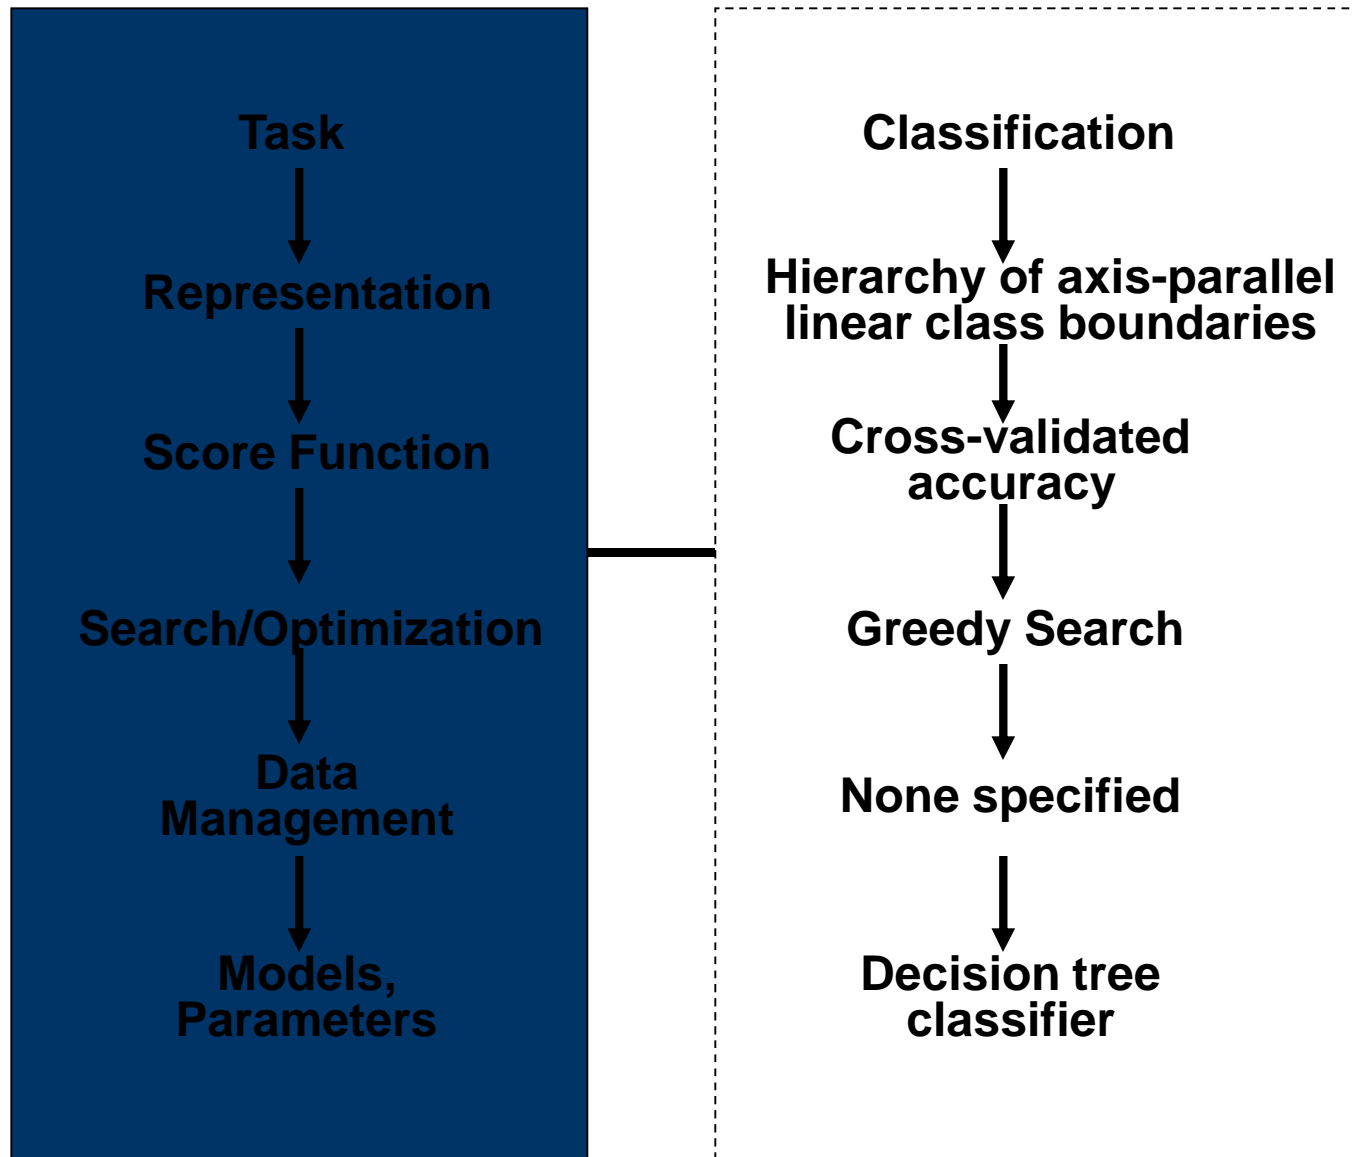 Task
Representation
Score Function
Search/Optimization
Data
Management
Models,
Parameters
Classification
Hierarchy of axis-parallel
linear class boundaries
Cross-validated
accuracy
Greedy Search
None specified
Decision tree
classifier